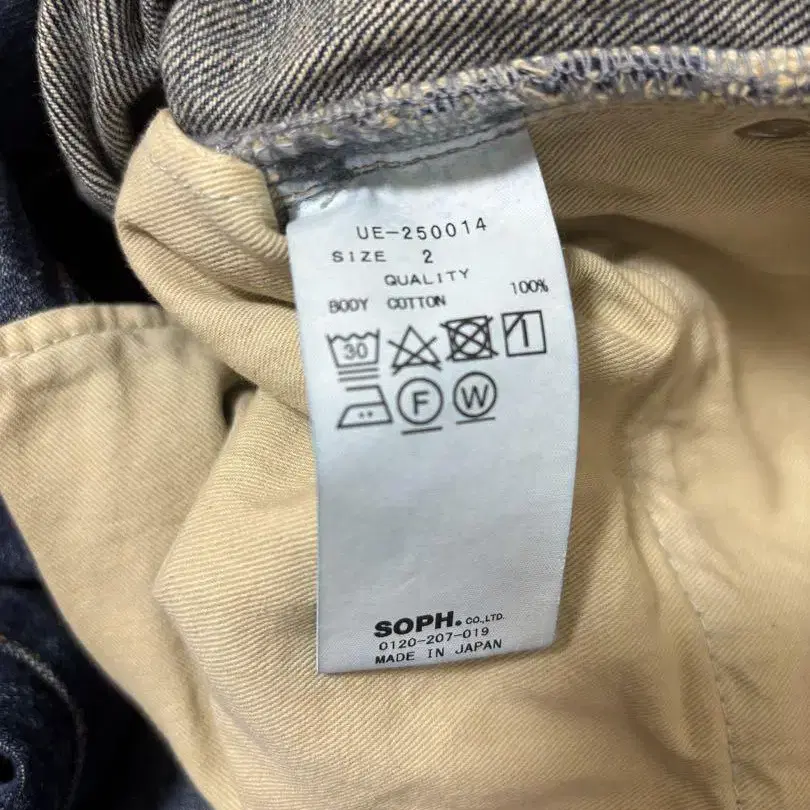 UE-250014
SIZE 2
QUALITY
BODY COTTON 100%
30
F W
SOPH. CO.,LTD.
0120-207-019
MADE IN JAPAN